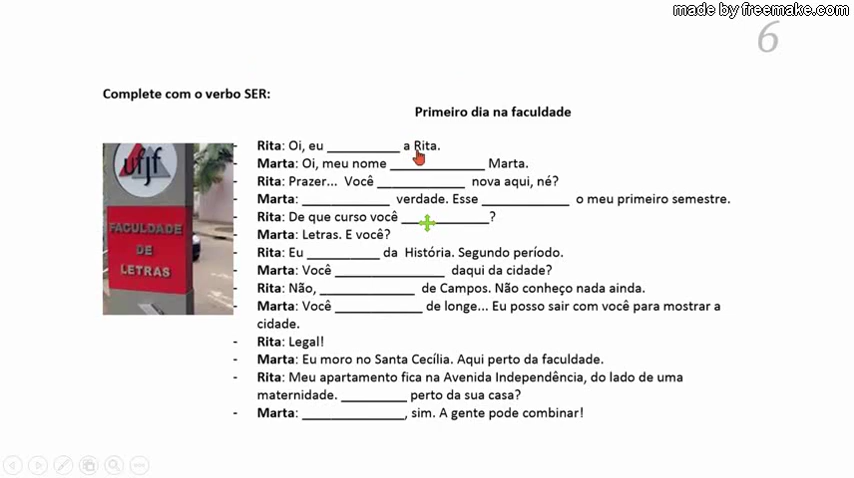 made by freemake.com
6
Complete com o verbo SER:
Primeiro dia na faculdade
- Rita: Oi, eu __________ a Rita.
- Marta: Oi, meu nome _____________ Marta.
- Rita: Prazer... Você ____________ nova aqui, né?
- Marta: ____________ verdade. Esse ____________ o meu primeiro semestre.
- Rita: De que curso você ____________?
- Marta: Letras. E você?
- Rita: Eu __________ da História. Segundo período.
- Marta: Você _______________ daqui da cidade?
- Rita: Não, _____________ de Campos. Não conheço nada ainda.
- Marta: Você ____________ de longe... Eu posso sair com você para mostrar a
cidade.
- Rita: Legal!
- Marta: Eu moro no Santa Cecília. Aqui perto da faculdade.
- Rita: Meu apartamento fica na Avenida Independência, do lado de uma
maternidade. _________ perto da sua casa?
- Marta: ______________, sim. A gente pode combinar!
ufjf
FACULDADE
DE
LETRAS